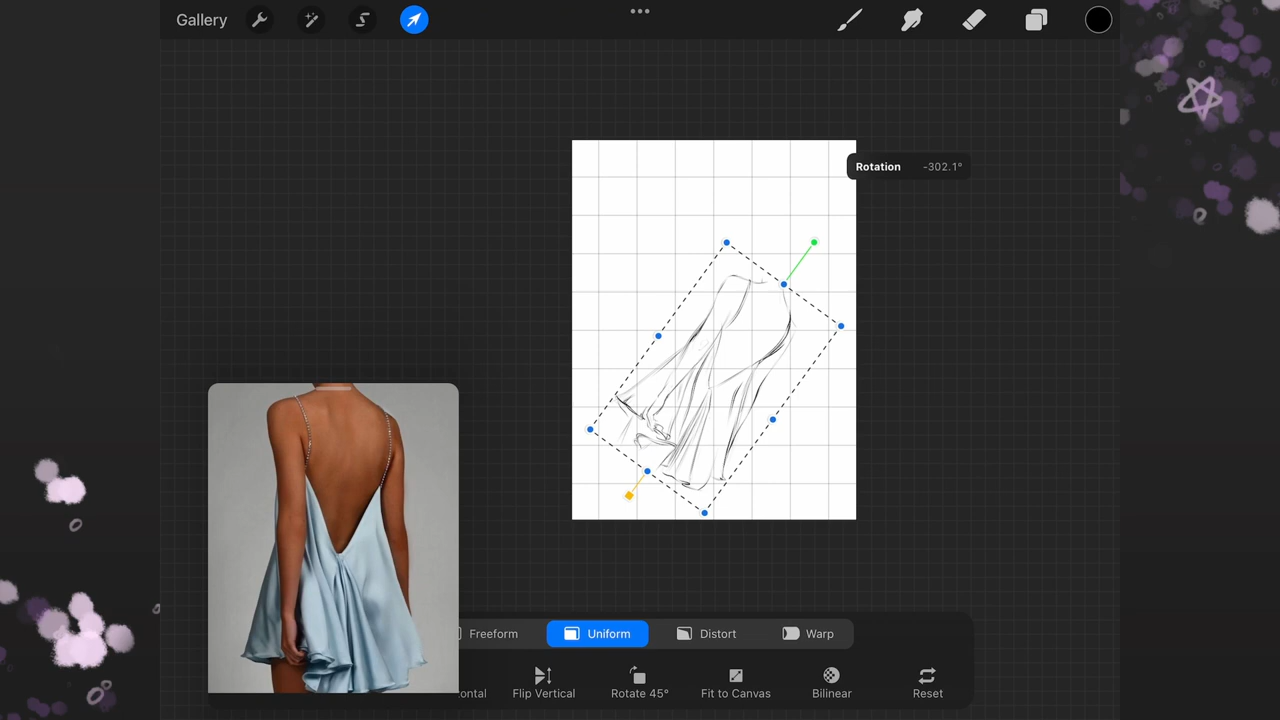 Gallery
Rotation -302.1°
Freeform Uniform Distort Warp
ontal Flip Vertical Rotate 45° Fit to Canvas Bilinear Reset